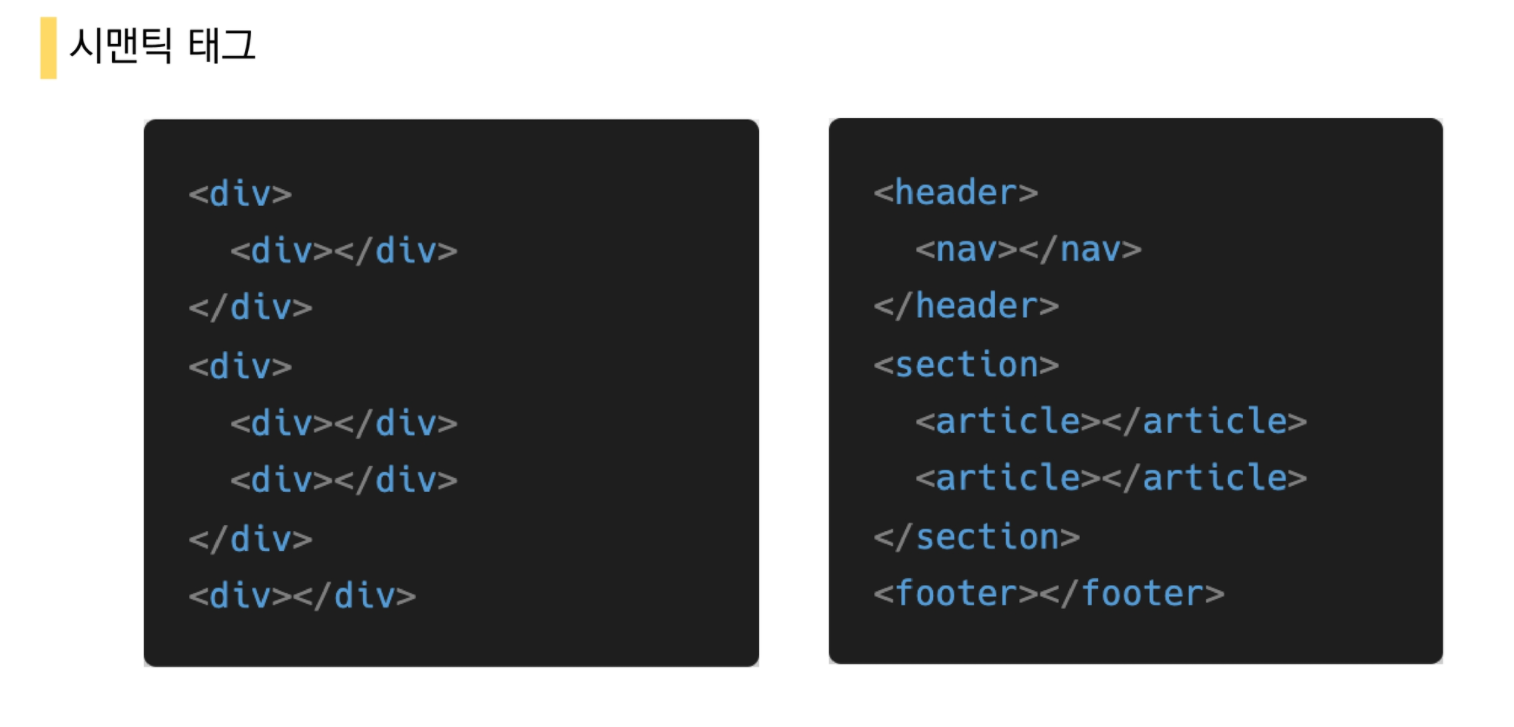 시맨틱 태그
<div>
  <div></div>
</div>
<div>
  <div></div>
  <div></div>
</div>
<div></div>
<header>
  <nav></nav>
</header>
<section>
  <article></article>
  <article></article>
</section>
<footer></footer>